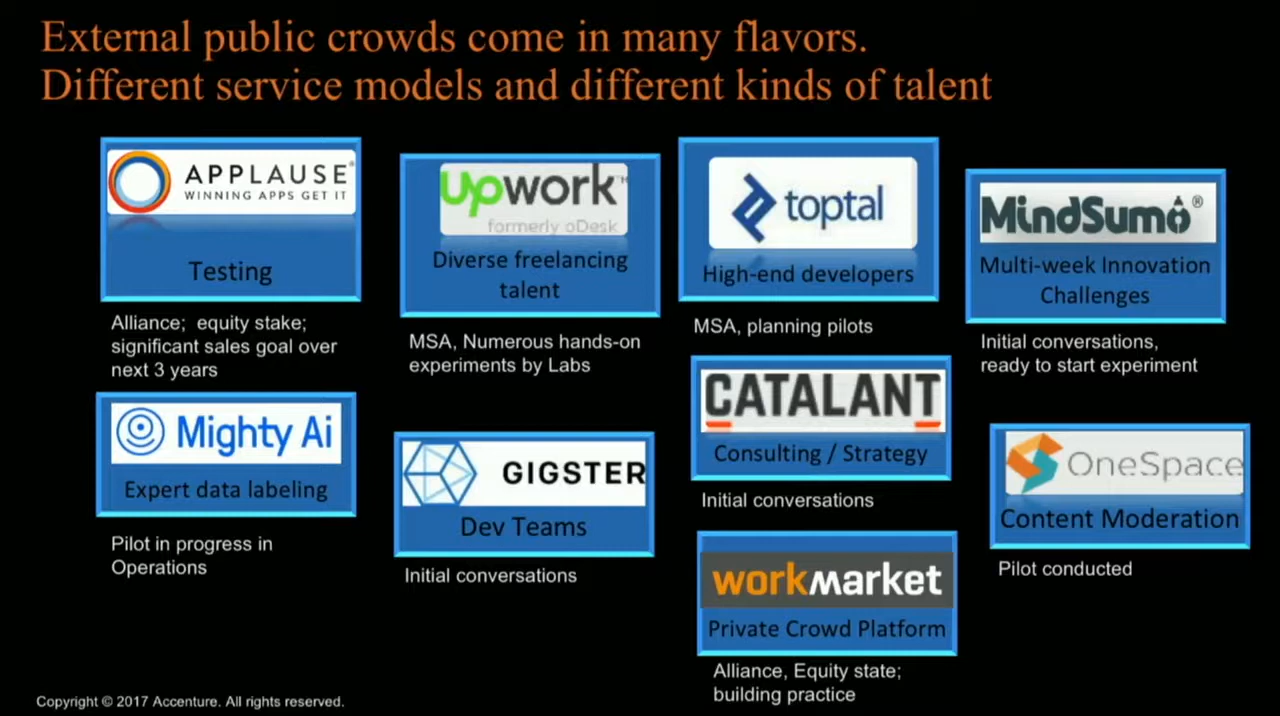 External public crowds come in many flavors.
Different service models and different kinds of talent
APPLAUSE®
WINNING APPS GET IT
Testing
Alliance; equity stake;
significant sales goal over
next 3 years
Upwork™
formerly oDesk
Diverse freelancing
talent
MSA, Numerous hands-on
experiments by Labs
toptal
High-end developers
MSA, planning pilots
MindSumo®
Multi-week Innovation
Challenges
Initial conversations,
ready to start experiment
Mighty Ai
Expert data labeling
Pilot in progress in
Operations
GIGSTER
Dev Teams
Initial conversations
CATALANT
Consulting / Strategy
Initial conversations
OneSpace
Content Moderation
Pilot conducted
workmarket
Private Crowd Platform
Alliance, Equity state;
building practice
Copyright © 2017 Accenture. All rights reserved.